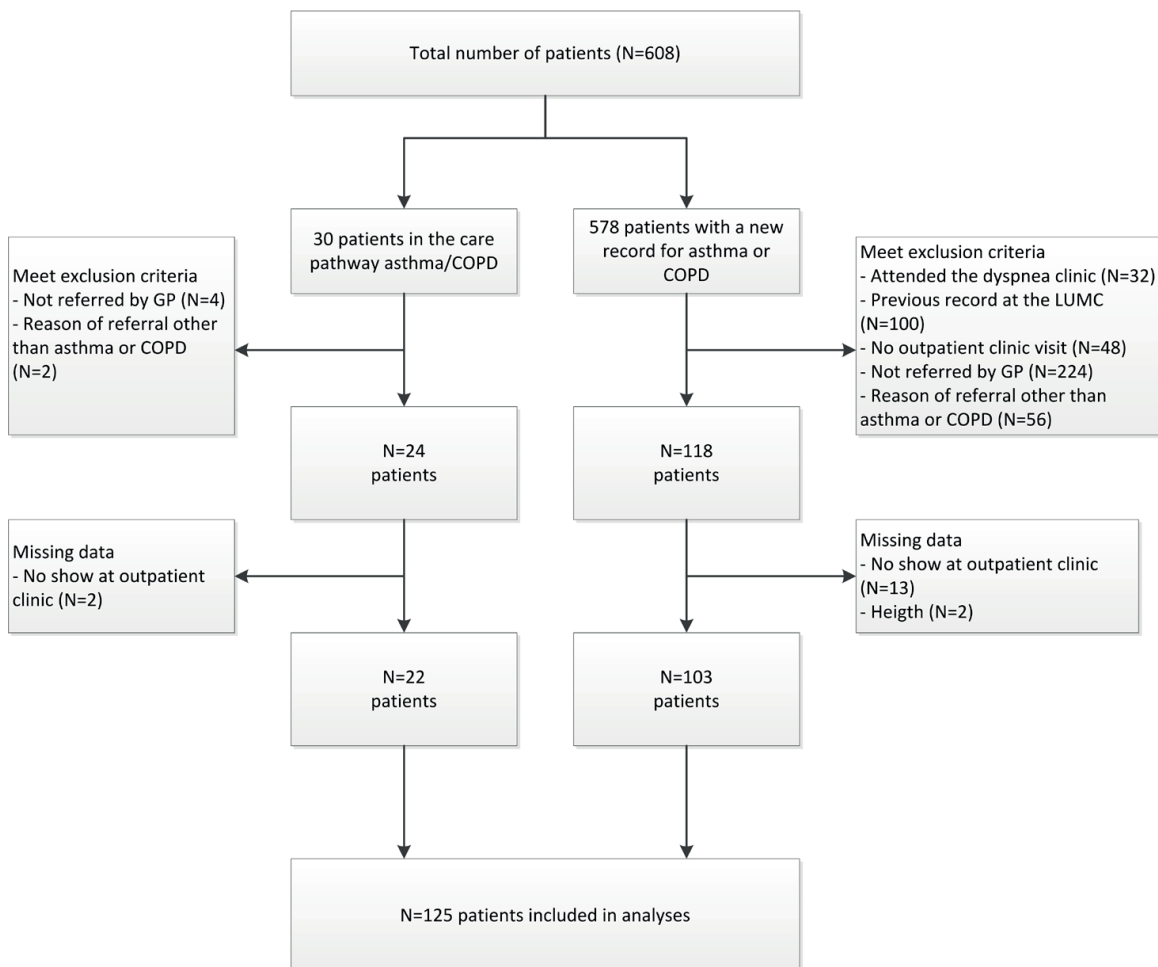 Total number of patients (N=608)
30 patients in the care
pathway asthma/COPD
578 patients with a new
record for asthma or
COPD
Meet exclusion criteria
- Not referred by GP (N=4)
- Reason of referral other
than asthma or COPD
(N=2)
Meet exclusion criteria
- Attended the dyspnea clinic (N=32)
- Previous record at the LUMC
(N=100)
- No outpatient clinic visit (N=48)
- Not referred by GP (N=224)
- Reason of referral other than
asthma or COPD (N=56)
N=24
patients
N=118
patients
Missing data
- No show at outpatient
clinic (N=2)
Missing data
- No show at outpatient clinic
(N=13)
- Heigth (N=2)
N=22
patients
N=103
patients
N=125 patients included in analyses